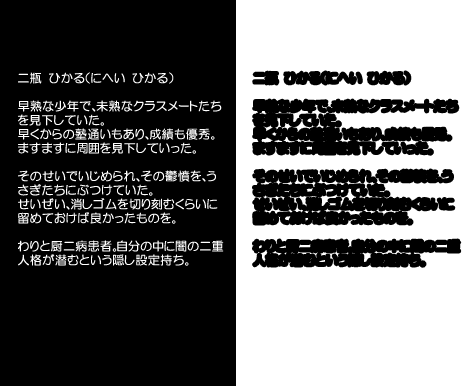 二瓶 ひかる(にへい ひかる)
早熟な少年で、未熟なクラスメートたち
を見下していた。
早くからの塾通いもあり、成績も優秀。
ますますに周囲を見下していった。
そのせいでいじめられ、その鬱憤を、う
さぎたちにぶつけていた。
せいぜい、消しゴムを切り刻むくらいに
留めておけば良かったものを。
わりと厨二病患者。自分の中に闇の二重
人格が潜むという隠し設定持ち。
二瓶 ひかる(にへい ひかる)
早熟な少年で、未熟なクラスメートたち
を見下していた。
早くからの塾通いもあり、成績も優秀。
ますますに周囲を見下していった。
そのせいでいじめられ、その鬱憤を、う
さぎたちにぶつけていた。
せいぜい、消しゴムを切り刻むくらいに
留めておけば良かったものを。
わりと厨二病患者。自分の中に闇の二重
人格が潜むという隠し設定持ち。